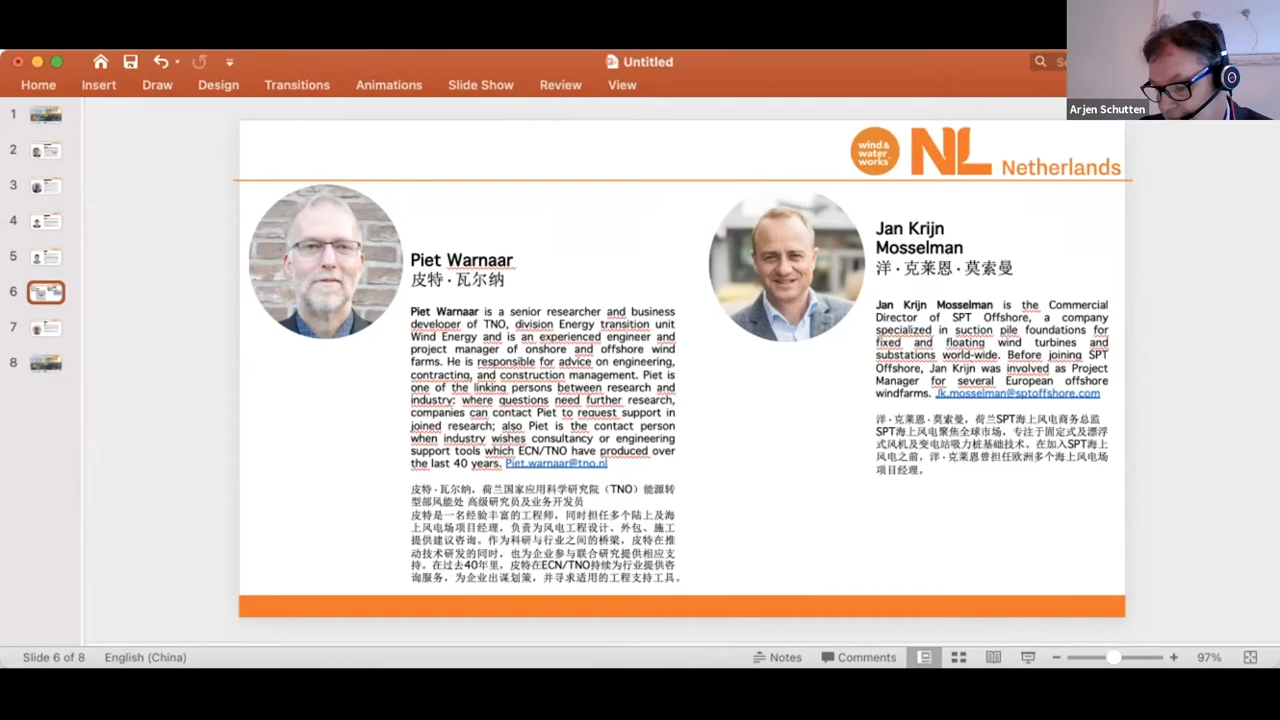 Untitled
Home
Insert
Draw
Design
Transitions
Animations
Slide Show
Review
View
Arjen Schutten
1
2
3
4
5
6
7
8
wind &
water
works
NL Netherlands
Piet Warnaar
皮特·瓦尔纳
Piet Warnaar is a senior researcher and business
developer of TNO, division Energy transition unit
Wind Energy and is an experienced engineer and
project manager of onshore and offshore wind
farms. He is responsible for advice on engineering,
contracting, and construction management. Piet is
one of the linking persons between research and
industry: where questions need further research,
companies can contact Piet to request support in
joined research; also Piet is the contact person
when industry wishes consultancy or engineering
support tools which ECN/TNO have produced over
the last 40 years. Piet.warnaar@tno.nl
皮特·瓦尔纳，荷兰国家应用科学研究院（TNO）能源转
型部风能处 高级研究员及业务开发员
皮特是一名经验丰富的工程师，同时担任多个陆上及海
上风电场项目经理，负责为风电工程设计、外包、施工
提供建议咨询。作为科研与行业之间的桥梁，皮特在推
动技术研发的同时，也为企业参与联合研究提供相应支
持。在过去40年里，皮特在ECN/TNO持续为行业提供咨
询服务，为企业出谋划策，并寻求适用的工程支持工具。
Jan Krijn
Mosselman
洋·克莱恩·莫索曼
Jan Krijn Mosselman is the Commercial
Director of SPT Offshore, a company
specialized in suction pile foundations for
fixed and floating wind turbines and
substations world-wide. Before joining SPT
Offshore, Jan Krijn was involved as Project
Manager for several European offshore
windfarms. Jk.mosselman@sptoffshore.com
洋·克莱恩·莫索曼，荷兰SPT海上风电商务总监
SPT海上风电聚焦全球市场，专注于固定式及漂浮
式风机及变电站吸力桩基础技术。在加入SPT海上
风电之前，洋·克莱恩曾担任欧洲多个海上风电场
项目经理。
Slide 6 of 8
English (China)
Notes
Comments
97%